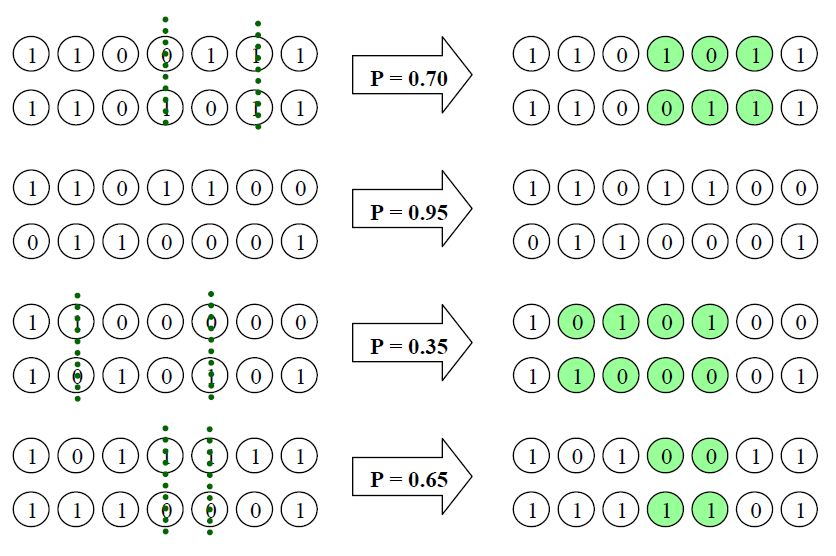 1 1 0 0 1 1 1
1 1 0 1 0 1 1
P = 0.70
1 1 0 1 0 1 1
1 1 0 0 1 1 1
1 1 0 1 1 0 0
0 1 1 0 0 0 1
P = 0.95
1 1 0 1 1 0 0
0 1 1 0 0 0 1
1 1 0 0 0 0 0
1 0 1 0 1 0 1
P = 0.35
1 0 1 0 1 0 0
1 1 0 0 0 0 1
1 0 1 1 1 1 1
1 1 1 0 0 0 1
P = 0.65
1 0 1 0 0 1 1
1 1 1 1 1 0 1